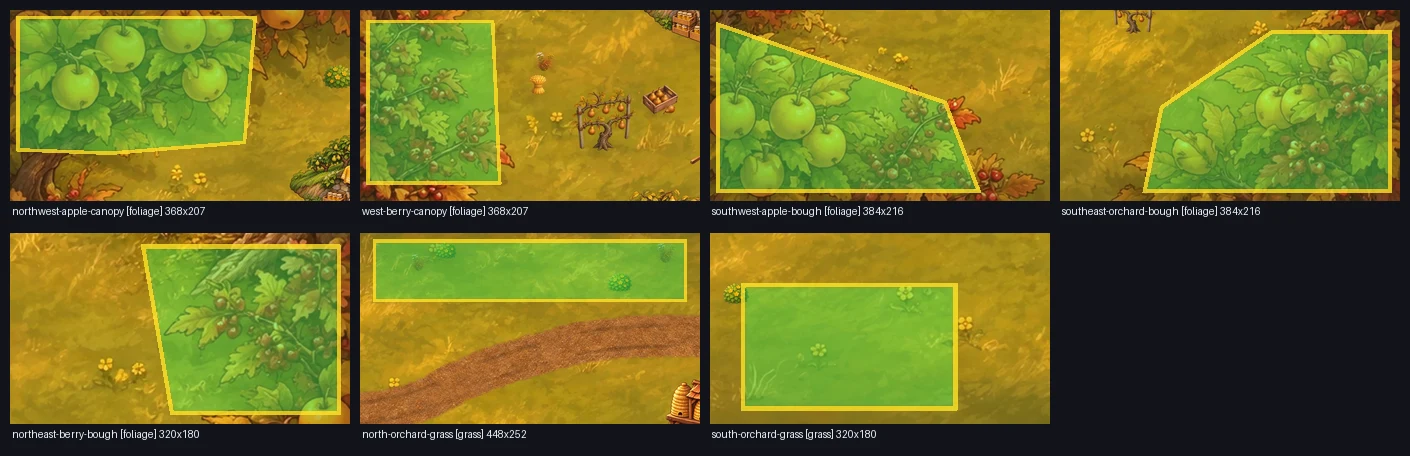 northwest-apple-canopy [foliage] 368x207
west-berry-canopy [foliage] 368x207
southwest-apple-bough [foliage] 384x216
southeast-orchard-bough [foliage] 384x216
northeast-berry-bough [foliage] 320x180
north-orchard-grass [grass] 448x252
south-orchard-grass [grass] 320x180